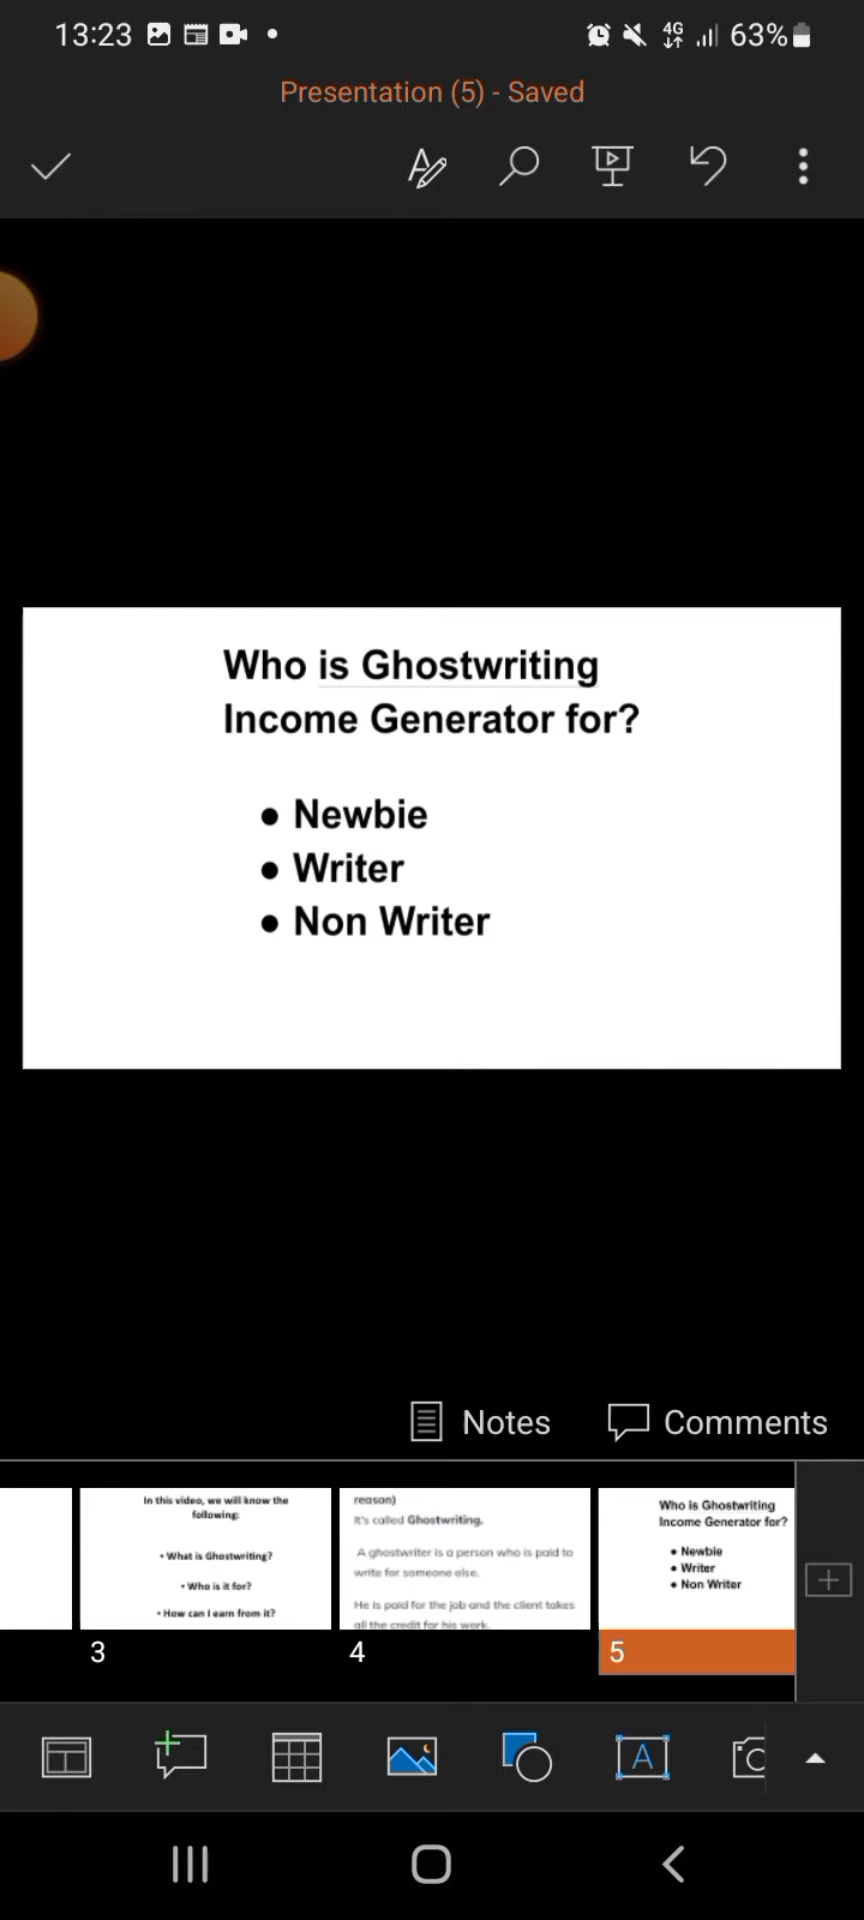 13:23
4G
63%
Presentation (5) - Saved
Who is Ghostwriting
Income Generator for?
● Newbie
● Writer
● Non Writer
Notes
Comments
In this video, we will know the
following:
• What is Ghostwriting?
• Who is it for?
• How can I earn from it?
3
reason)
It's called Ghostwriting.
A ghostwriter is a person who is paid to
write for someone else.
He is paid for the job and the client takes
all the credit for his work.
4
Who is Ghostwriting
Income Generator for?
● Newbie
● Writer
● Non Writer
5
A